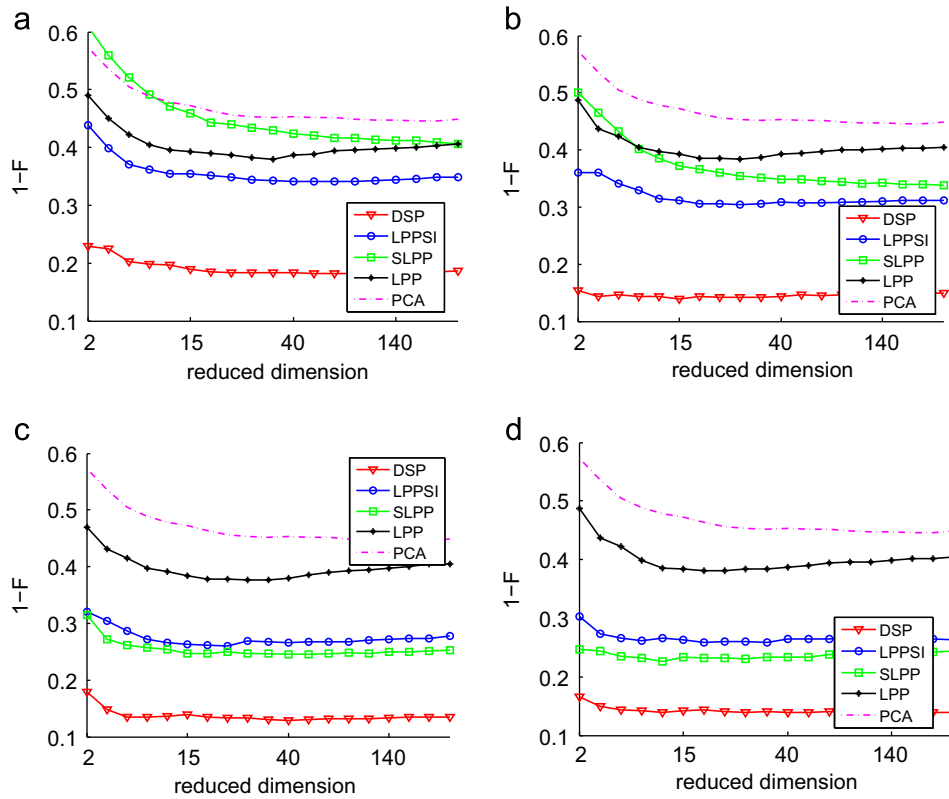 a
0.6
0.5
0.4
0.3
0.2
0.1
1−F
2
15
40
140
reduced dimension
DSP
LPPSI
SLPP
LPP
PCA
b
0.6
0.5
0.4
0.3
0.2
0.1
1−F
2
15
40
140
reduced dimension
DSP
LPPSI
SLPP
LPP
PCA
c
0.6
0.5
0.4
0.3
0.2
0.1
1−F
2
15
40
140
reduced dimension
DSP
LPPSI
SLPP
LPP
PCA
d
0.6
0.5
0.4
0.3
0.2
0.1
1−F
2
15
40
140
reduced dimension
DSP
LPPSI
SLPP
LPP
PCA